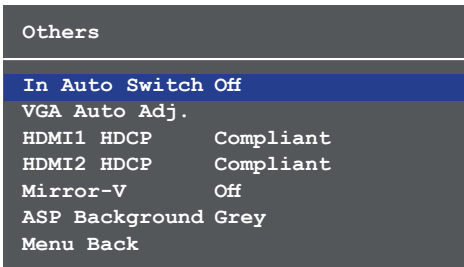 Others
In Auto Switch Off
VGA Auto Adj.
HDMI1 HDCP Compliant
HDMI2 HDCP Compliant
Mirror-V Off
ASP Background Grey
Menu Back